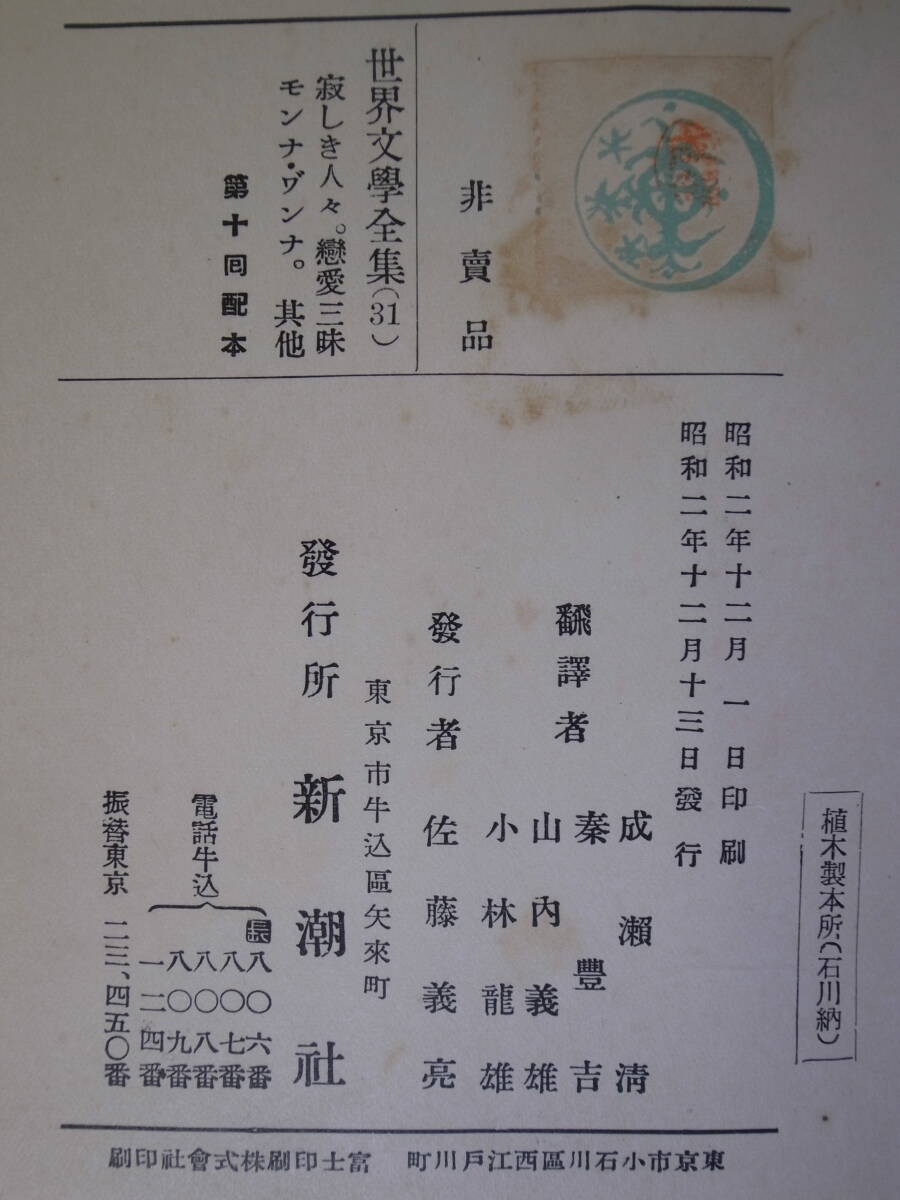 植木製本所(石川納)
非賣品
世界文學全集(31)
寂しき人々。戀愛三昧
モンナ・ヴンナ。其他
第十回配本
昭和二年十二月一日印刷
昭和二年十二月十三日發行
飜譯者
成瀨清
秦豐吉
山內義雄
小林龍雄
發行者 佐藤義亮
東京市牛込區矢來町
發行所 新潮社
電話牛込
長 八〇六番
八〇七番
八〇八番
八〇九番
一二四番
振替東京 二三、四五〇番
東京市小石川區西江戶川町 富士印刷株式會社印刷